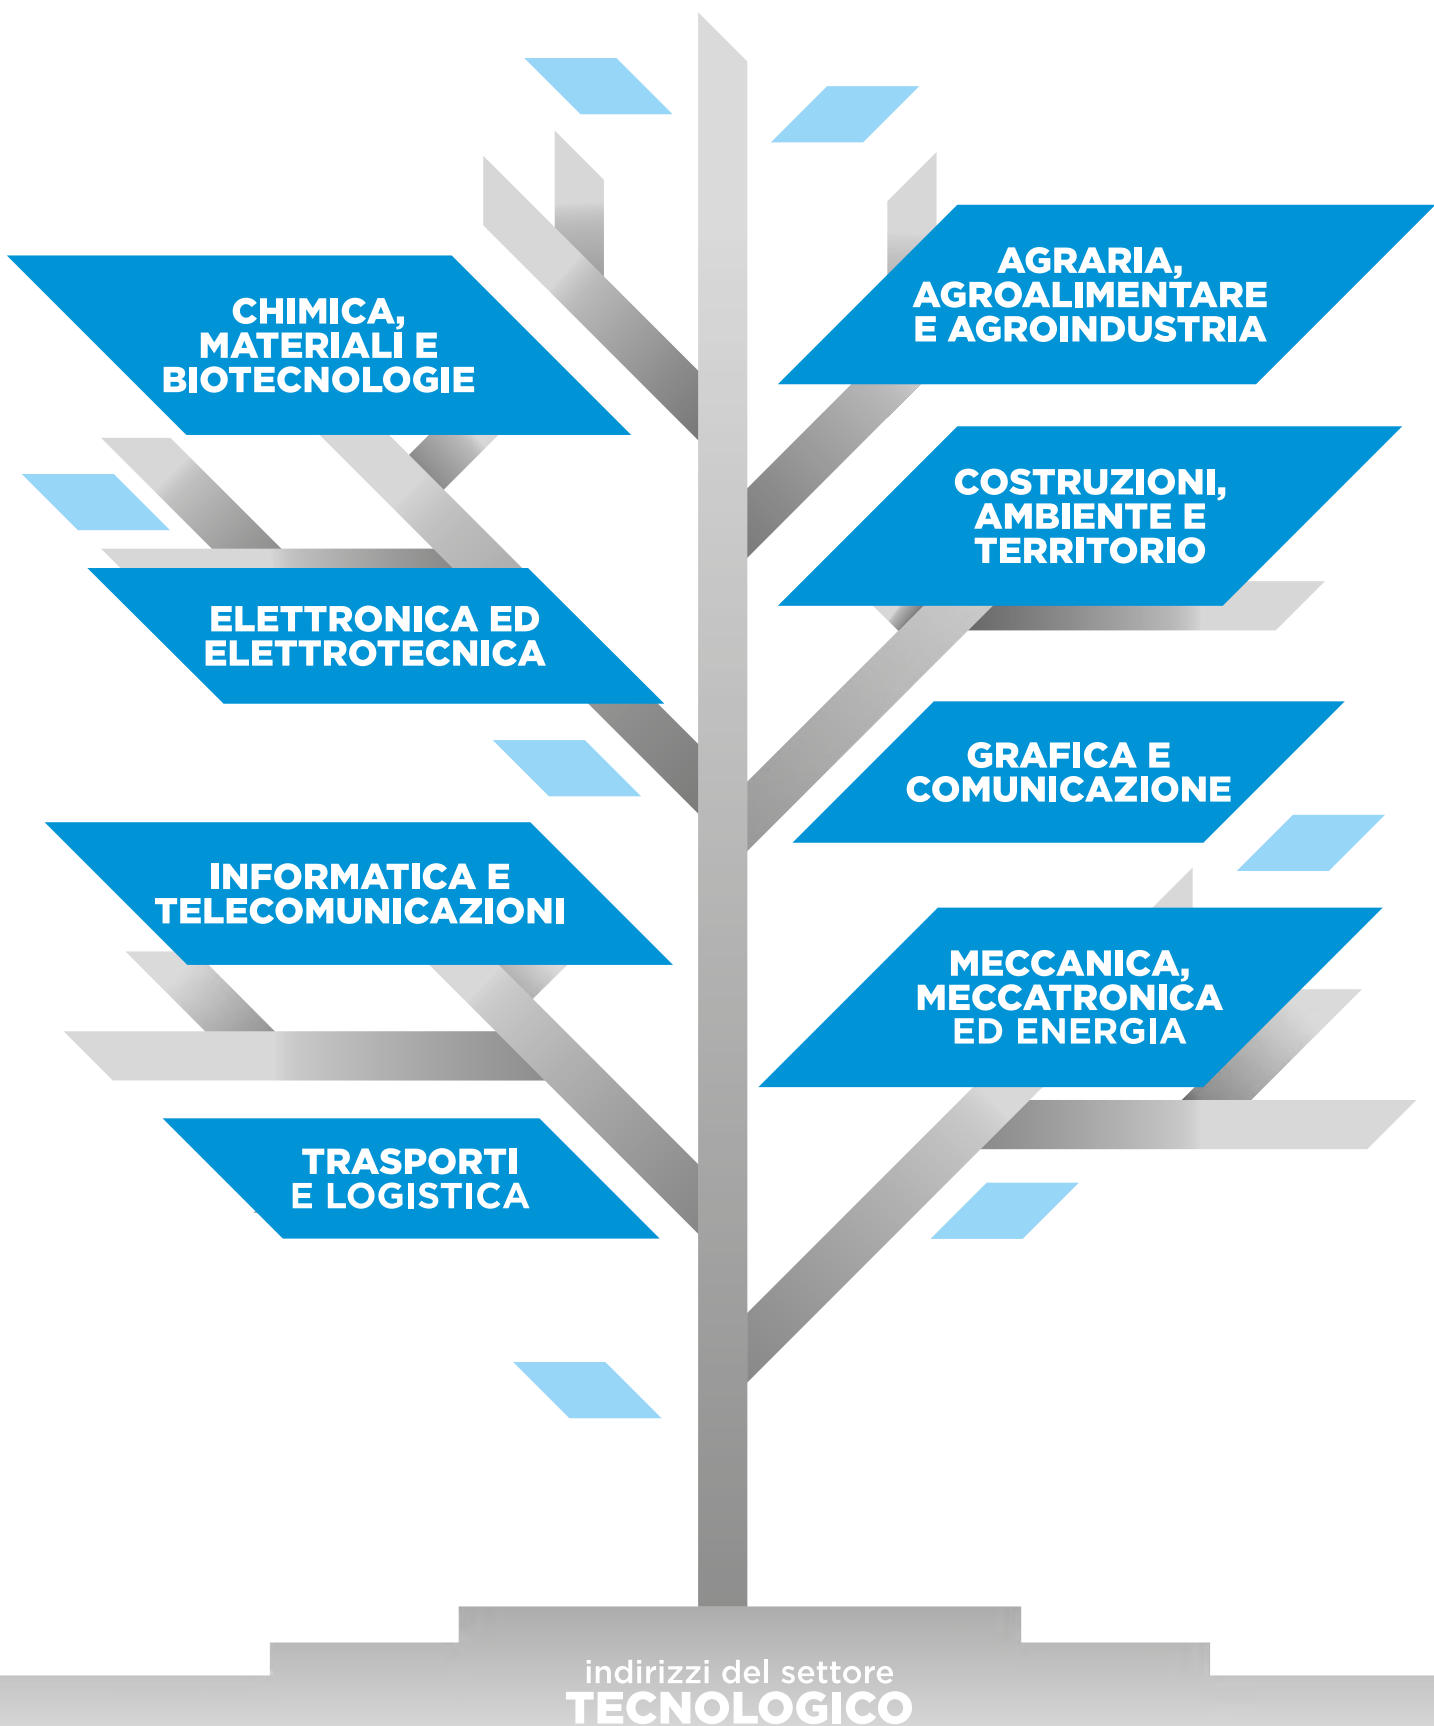 CHIMICA,
MATERIALI E
BIOTECNOLOGIE
AGRARIA,
AGROALIMENTARE
E AGROINDUSTRIA
COSTRUZIONI,
AMBIENTE E
TERRITORIO
ELETTRONICA ED
ELETTROTECNICA
GRAFICA E
COMUNICAZIONE
INFORMATICA E
TELECOMUNICAZIONI
MECCANICA,
MECCATRONICA
ED ENERGIA
TRASPORTI
E LOGISTICA
indirizzi del settore
TECNOLOGICO